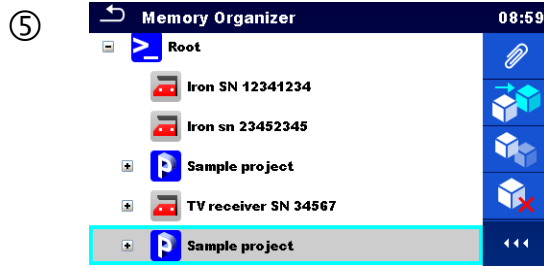 ⑤
Memory Organizer 08:59
Root
Iron SN 12341234
Iron sn 23452345
Sample project
TV receiver SN 34567
Sample project